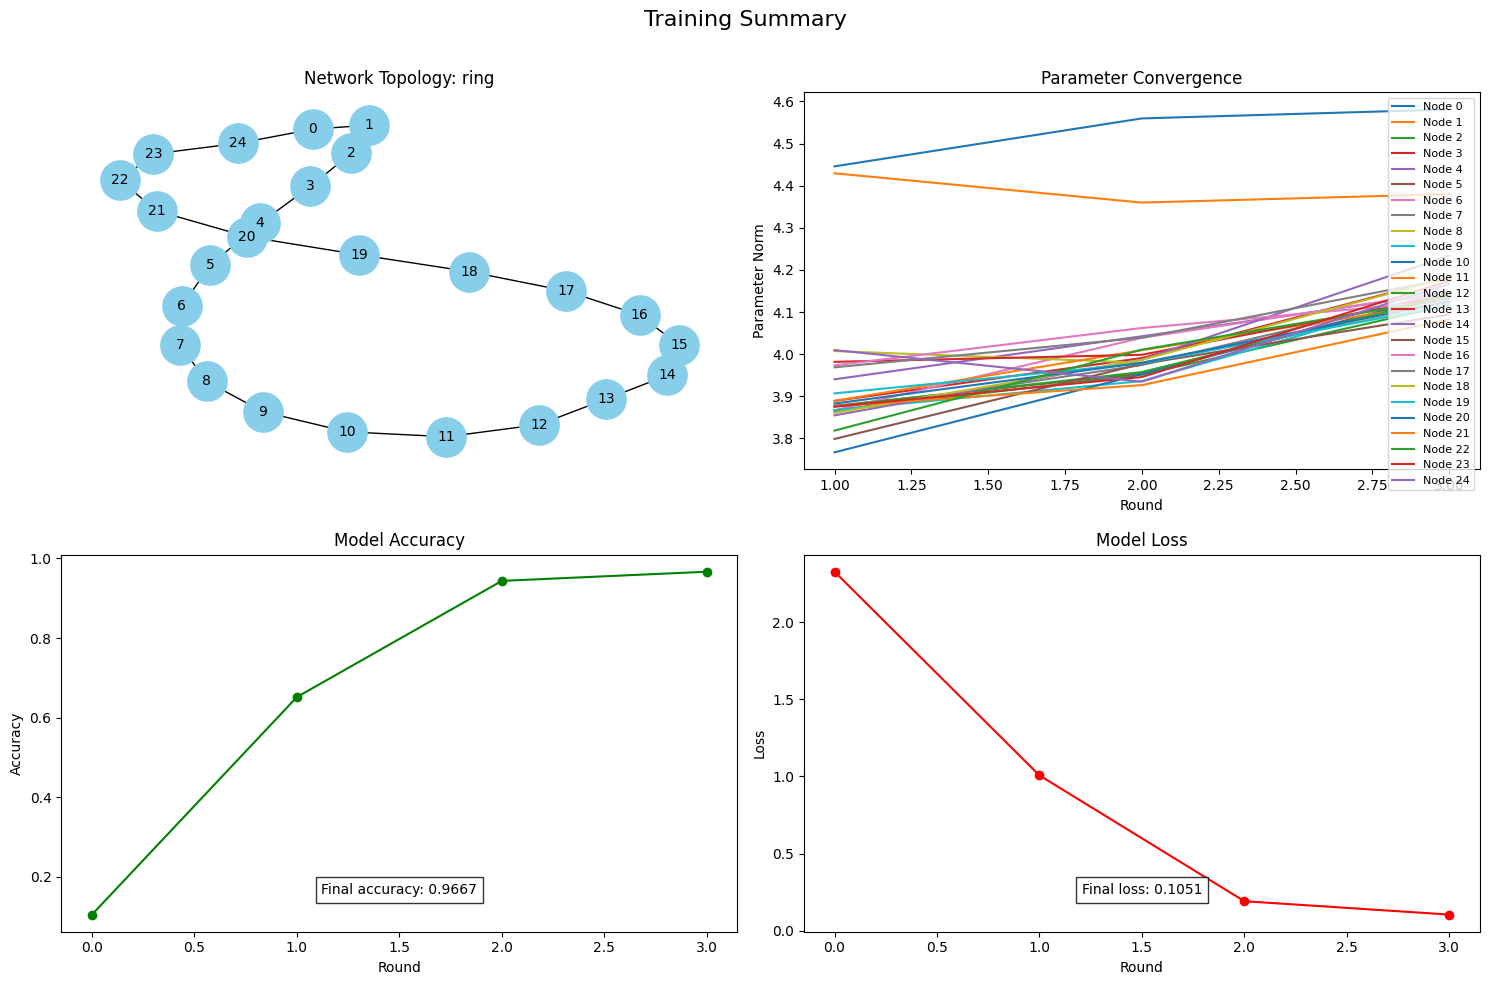 Training Summary
Network Topology: ring
0
1
2
3
4
5
6
7
8
9
10
11
12
13
14
15
16
17
18
19
20
21
22
23
24
Parameter Convergence
Parameter Norm
4.6
4.5
4.4
4.3
4.2
4.1
4.0
3.9
3.8
1.00 1.25 1.50 1.75 2.00 2.25 2.50 2.75 3.00
Round
Node 0
Node 1
Node 2
Node 3
Node 4
Node 5
Node 6
Node 7
Node 8
Node 9
Node 10
Node 11
Node 12
Node 13
Node 14
Node 15
Node 16
Node 17
Node 18
Node 19
Node 20
Node 21
Node 22
Node 23
Node 24
Model Accuracy
Accuracy
1.0
0.8
0.6
0.4
0.2
Final accuracy: 0.9667
0.0 0.5 1.0 1.5 2.0 2.5 3.0
Round
Model Loss
Loss
2.0
1.5
1.0
0.5
0.0
Final loss: 0.1051
0.0 0.5 1.0 1.5 2.0 2.5 3.0
Round